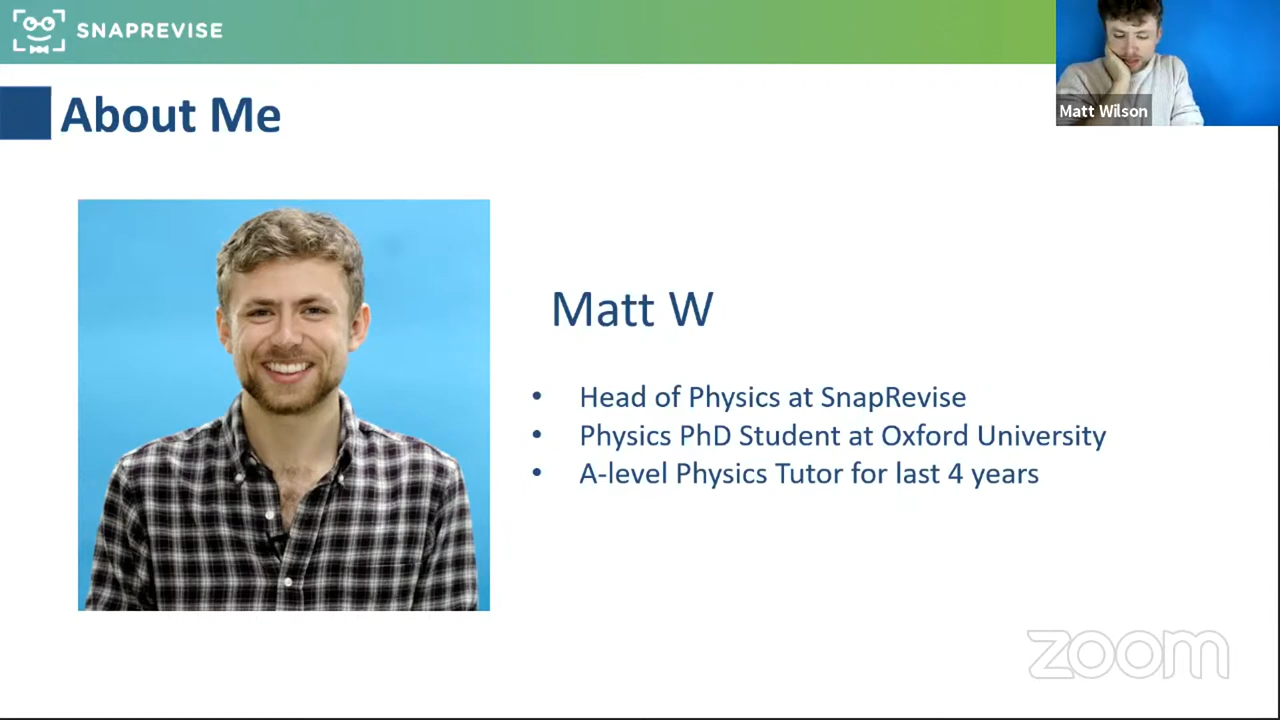 SNAPREVISE
Matt Wilson
About Me
Matt W
• Head of Physics at SnapRevise
• Physics PhD Student at Oxford University
• A-level Physics Tutor for last 4 years
zoom